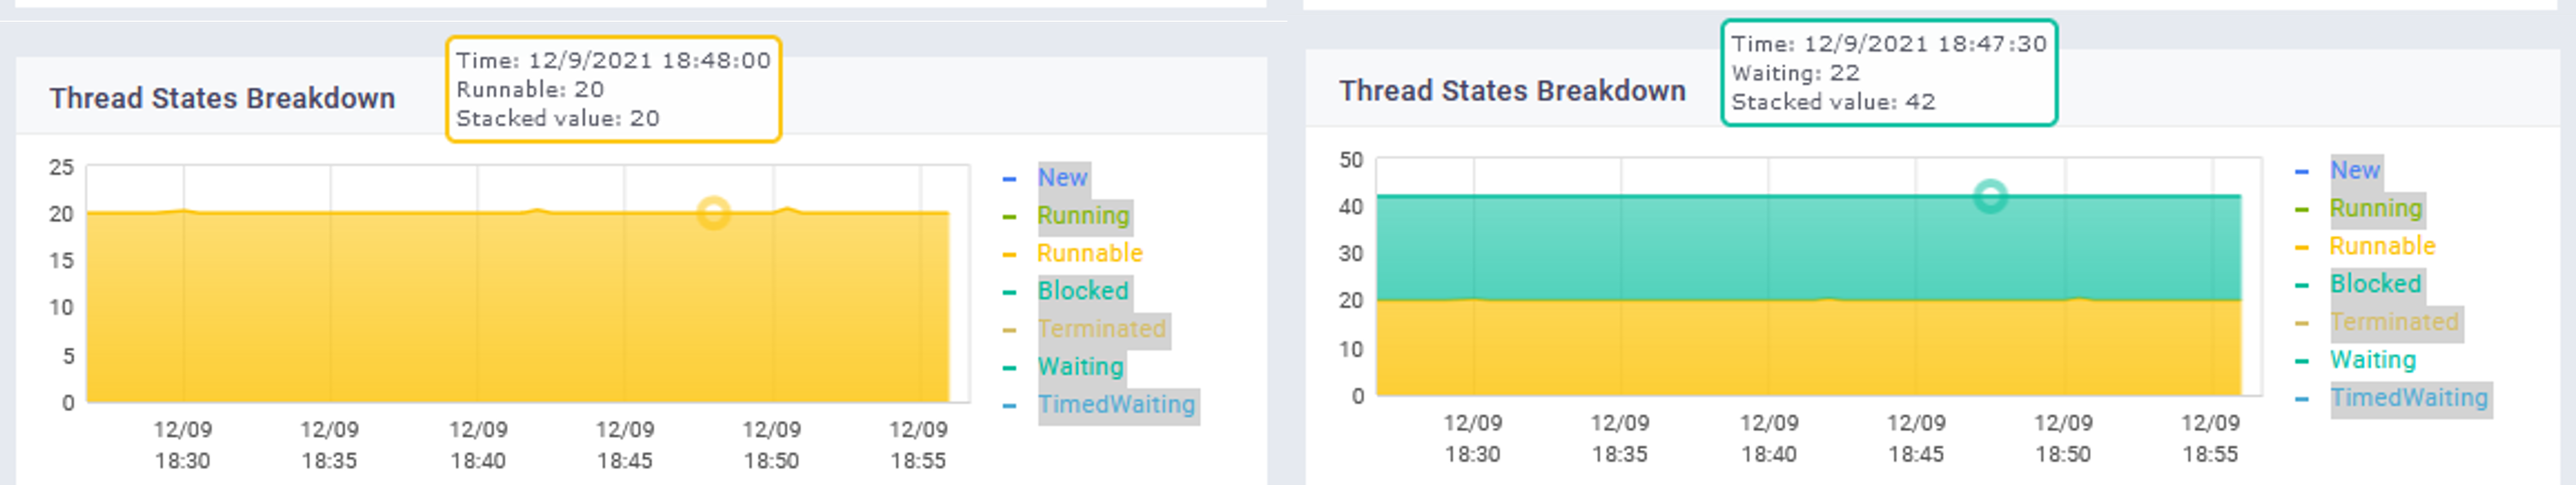 Time: 12/9/2021 18:48:00
Runnable: 20
Stacked value: 20
Thread States Breakdown
25
20
15
10
5
0
12/09 12/09 12/09 12/09 12/09 12/09
18:30 18:35 18:40 18:45 18:50 18:55
New
Running
Runnable
Blocked
Terminated
Waiting
TimedWaiting
Time: 12/9/2021 18:47:30
Waiting: 22
Stacked value: 42
Thread States Breakdown
50
40
30
20
10
0
12/09 12/09 12/09 12/09 12/09 12/09
18:30 18:35 18:40 18:45 18:50 18:55
New
Running
Runnable
Blocked
Terminated
Waiting
TimedWaiting